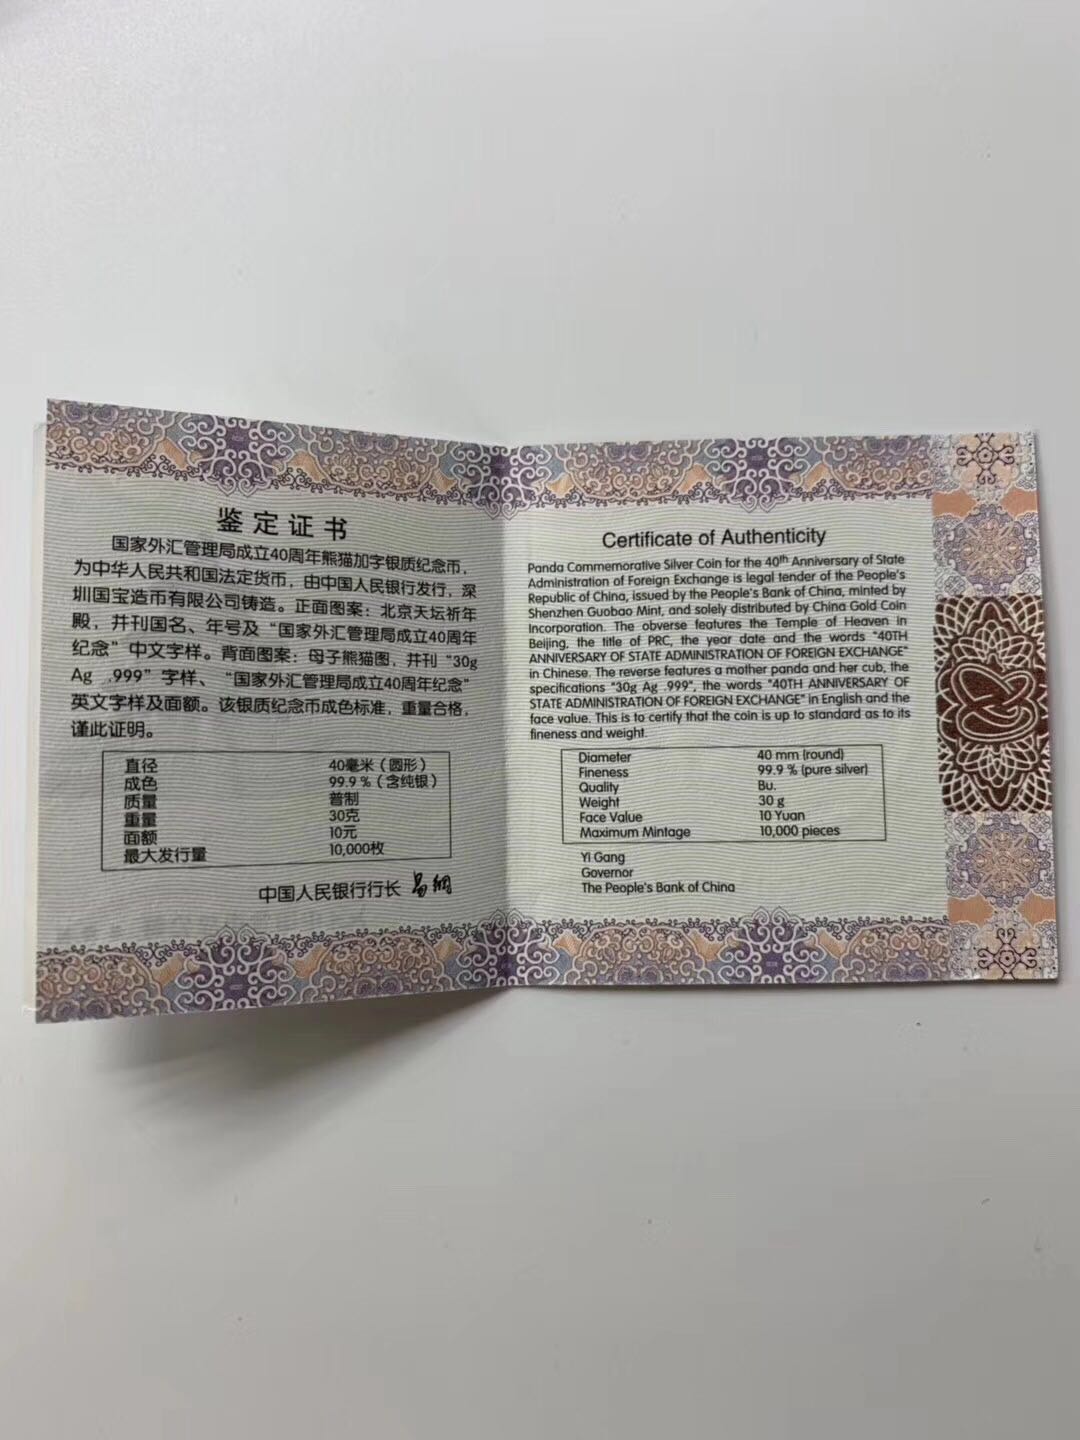 鉴定证书
国家外汇管理局成立40周年熊猫加字银质纪念币，
为中华人民共和国法定货币，由中国人民银行发行，深
圳国宝造币有限公司铸造。正面图案：北京天坛祈年
殿，并刊国名、年号及“国家外汇管理局成立40周年
纪念”中文字样。背面图案：母子熊猫图，并刊“30g
Ag .999”字样、“国家外汇管理局成立40周年纪念”
英文字样及面额。该银质纪念币成色标准，重量合格，
谨此证明。
直径 40毫米（圆形）
成色 99.9％（含纯银）
质量 普制
重量 30克
面额 10元
最大发行量 10,000枚
中国人民银行行长 易纲
Certificate of Authenticity
Panda Commemorative Silver Coin for the 40th Anniversary of State
Administration of Foreign Exchange is legal tender of the People's
Republic of China, issued by the People's Bank of China, minted by
Shenzhen Guobao Mint, and solely distributed by China Gold Coin
Incorporation. The obverse features the Temple of Heaven in
Beijing, the title of PRC, the year date and the words "40TH
ANNIVERSARY OF STATE ADMINISTRATION OF FOREIGN EXCHANGE"
in Chinese. The reverse features a mother panda and her cub, the
specifications "30g Ag .999", the words "40TH ANNIVERSARY OF
STATE ADMINISTRATION OF FOREIGN EXCHANGE" in English and the
face value. This is to certify that the coin is up to standard as to its
fineness and weight.
Diameter 40 mm (round)
Fineness 99.9 % (pure silver)
Quality Bu.
Weight 30 g
Face Value 10 Yuan
Maximum Mintage 10,000 pieces
Yi Gang
Governor
The People's Bank of China